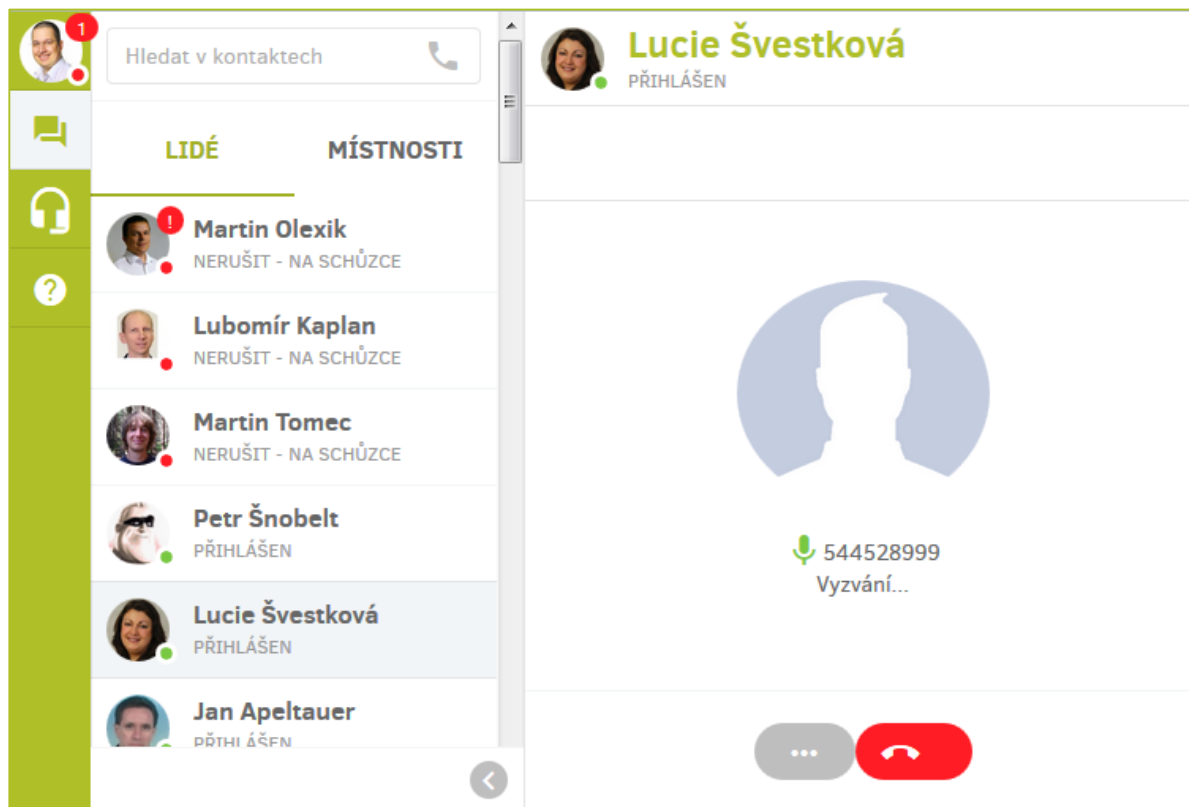 1
Hledat v kontaktech
LIDÉ
MÍSTNOSTI
!
Martin Olexik
NERUŠIT - NA SCHŮZCE
Lubomír Kaplan
NERUŠIT - NA SCHŮZCE
Martin Tomec
NERUŠIT - NA SCHŮZCE
Petr Šnobelt
PŘIHLÁŠEN
Lucie Švestková
PŘIHLÁŠEN
Jan Apeltauer
PŘIHLÁŠEN
Lucie Švestková
PŘIHLÁŠEN
544528999
Vyzvání...